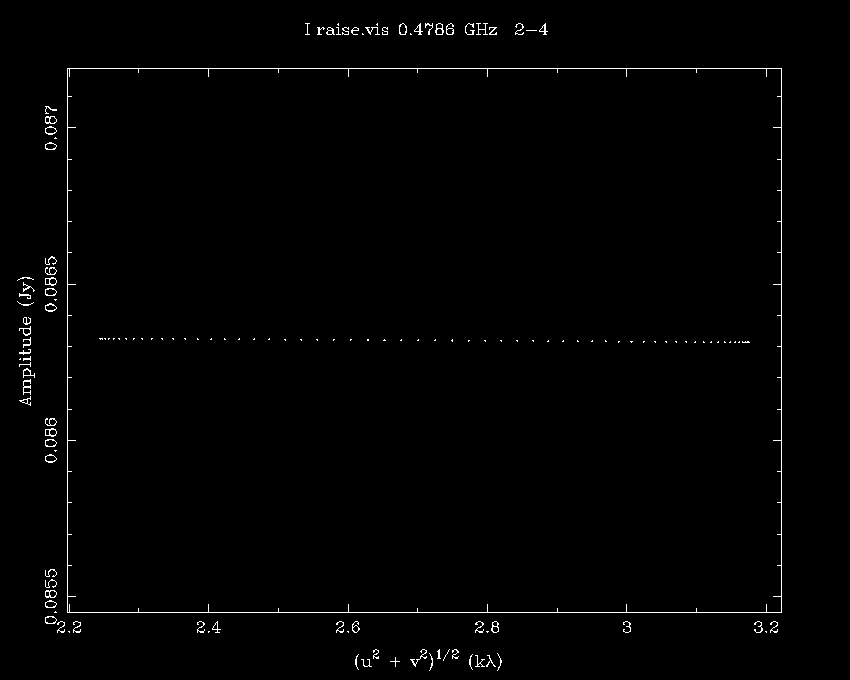 I raise.vis 0.4786 GHz 2−4
0.087
0.0865
0.086
0.0855
Amplitude (Jy)
2.2 2.4 2.6 2.8 3 3.2
(u² + v²)¹/² (kλ)